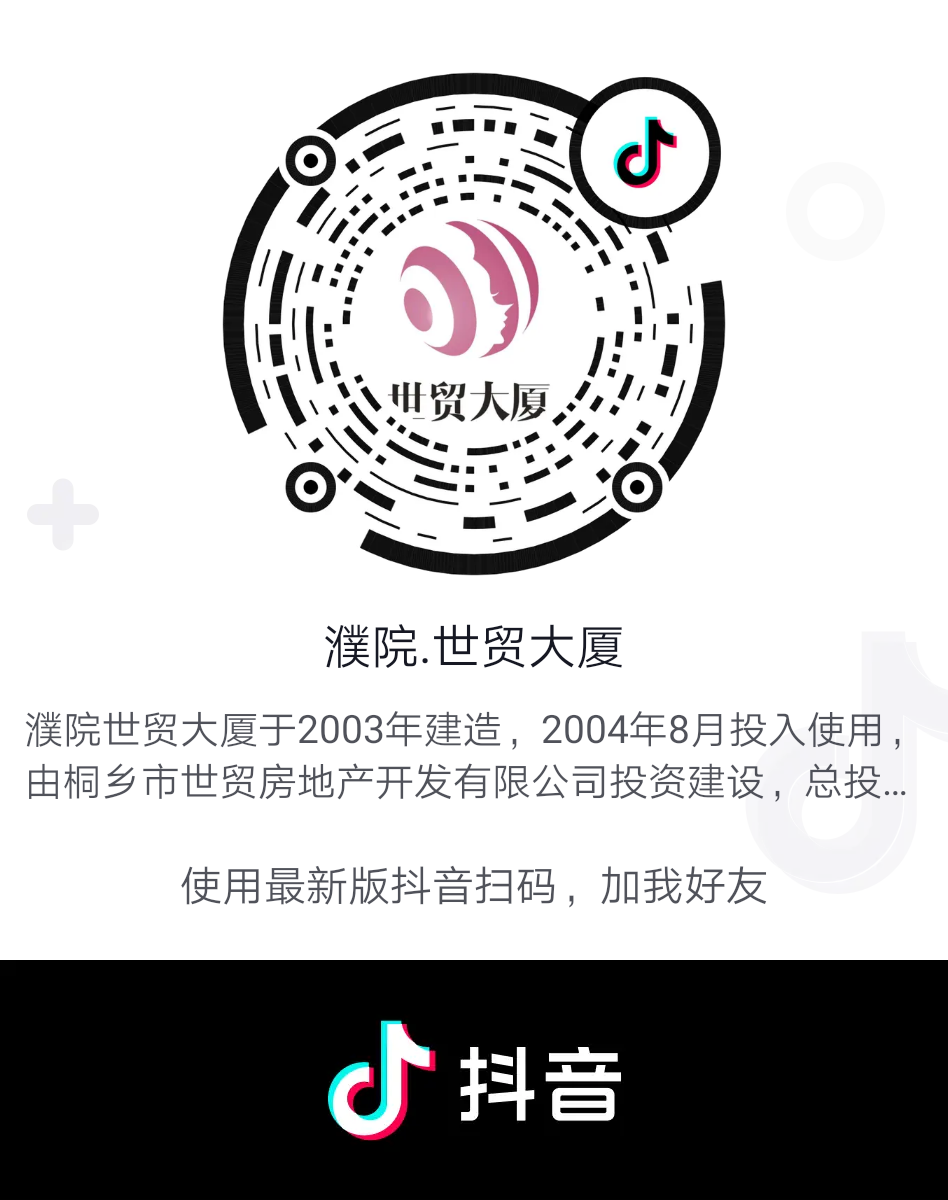 世贸大厦
濮院.世贸大厦
濮院世贸大厦于2003年建造，2004年8月投入使用，
由桐乡市世贸房地产开发有限公司投资建设，总投...
使用最新版抖音扫码，加我好友
抖音